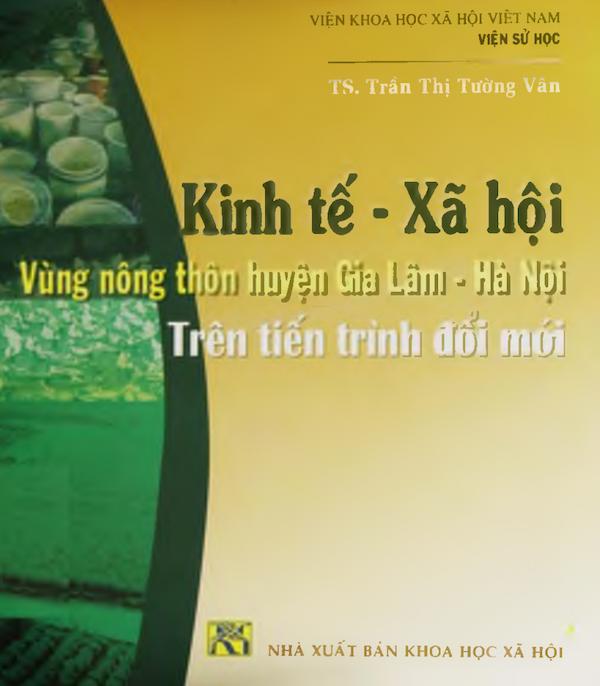 VIỆN KHOA HỌC XÃ HỘI VIỆT NAM
VIỆN SỬ HỌC
TS. Trần Thị Tường Vân
Kinh tế - Xã hội
Vùng nông thôn huyện Gia Lâm - Hà Nội
Trên tiến trình đổi mới
NHÀ XUẤT BẢN KHOA HỌC XÃ HỘI